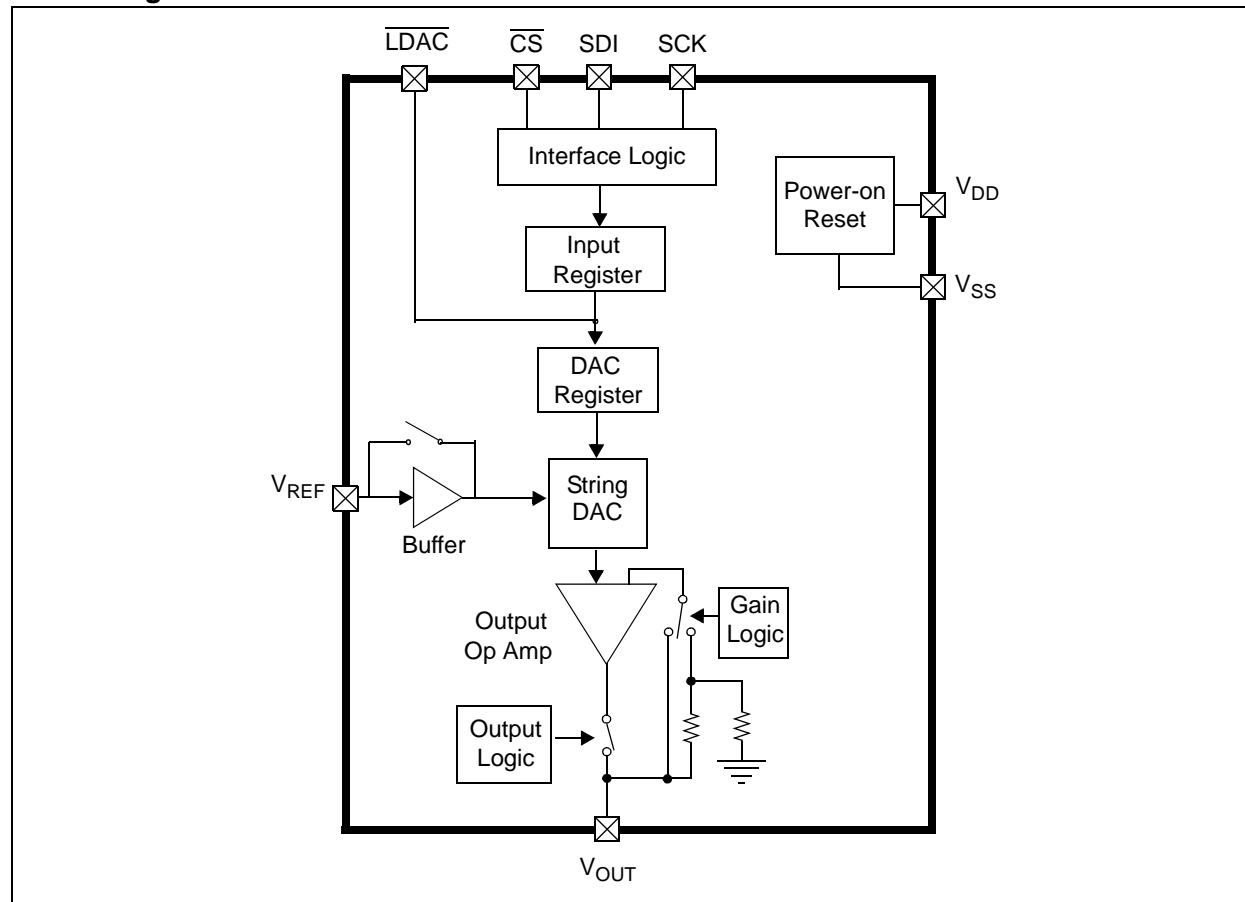 LDAC CS SDI SCK
Interface Logic
Power-on
Reset
VDD
Input
Register
VSS
DAC
Register
VREF
String
DAC
Buffer
Output
Op Amp
Gain
Logic
Output
Logic
VOUT